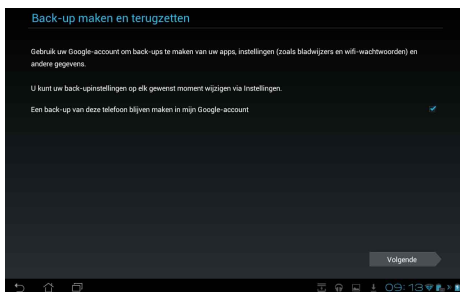 Back-up maken en terugzetten
Gebruik uw Google-account om back-ups te maken van uw apps, instellingen (zoals bladwijzers en wifi-wachtwoorden) en
andere gegevens.
U kunt uw back-upinstellingen op elk gewenst moment wijzigen via Instellingen.
Een back-up van deze telefoon blijven maken in mijn Google-account
Volgende
09:13